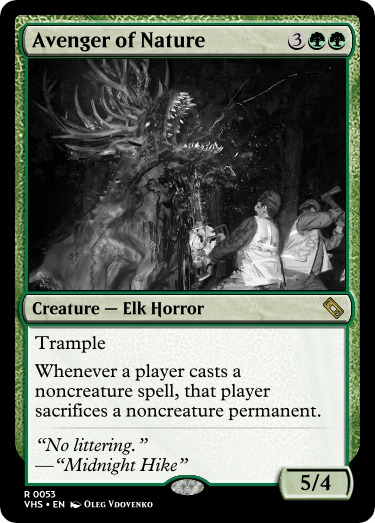 Avenger of Nature 3
Creature — Elk Horror
Trample
Whenever a player casts a
noncreature spell, that player
sacrifices a noncreature permanent.
“No littering.”
—“Midnight Hike”
5/4
R 0053
VHS • EN Oleg Vdovenko